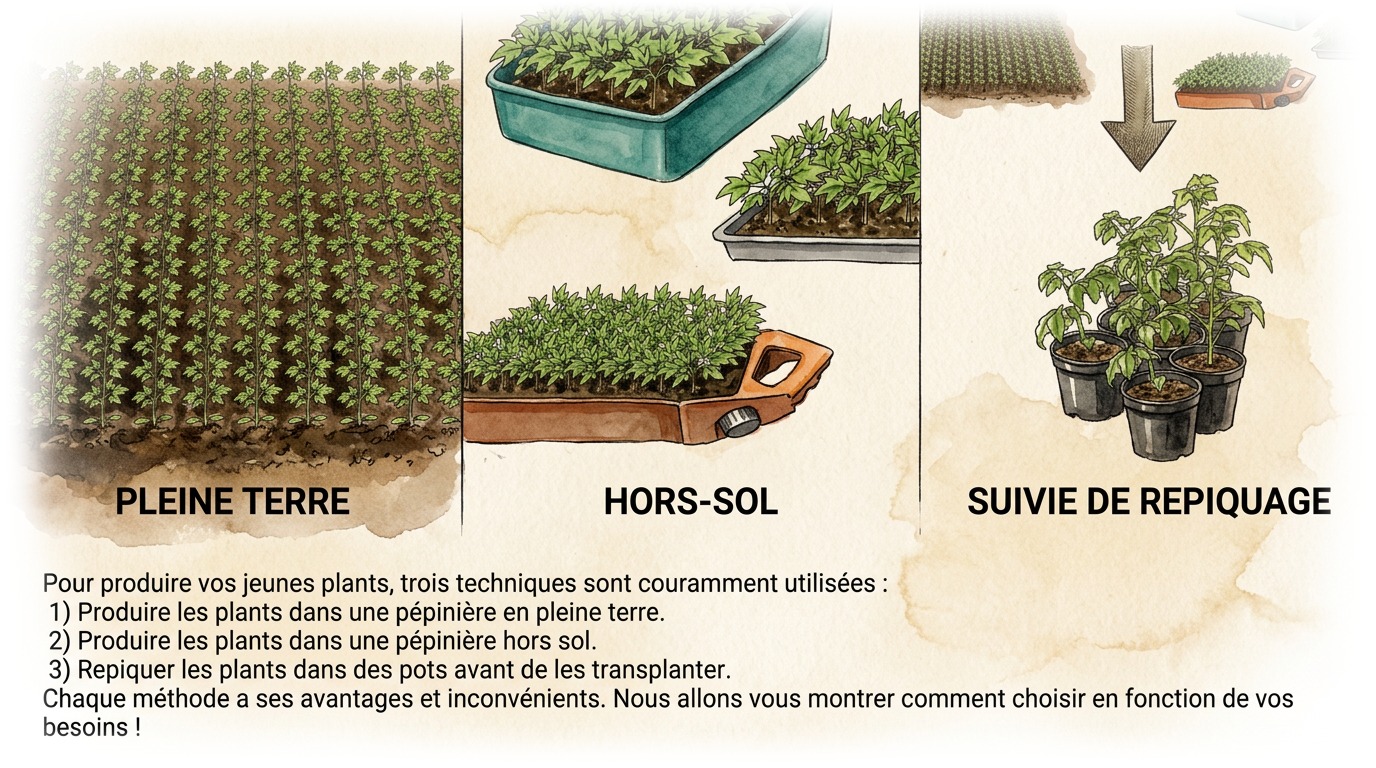 PLEINE TERRE
HORS-SOL
SUIVIE DE REPIQUAGE
Pour produire vos jeunes plants, trois techniques sont couramment utilisées :
1) Produire les plants dans une pépinière en pleine terre.
2) Produire les plants dans une pépinière hors sol.
3) Repiquer les plants dans des pots avant de les transplanter.
Chaque méthode a ses avantages et inconvénients. Nous allons vous montrer comment choisir en fonction de vos
besoins !